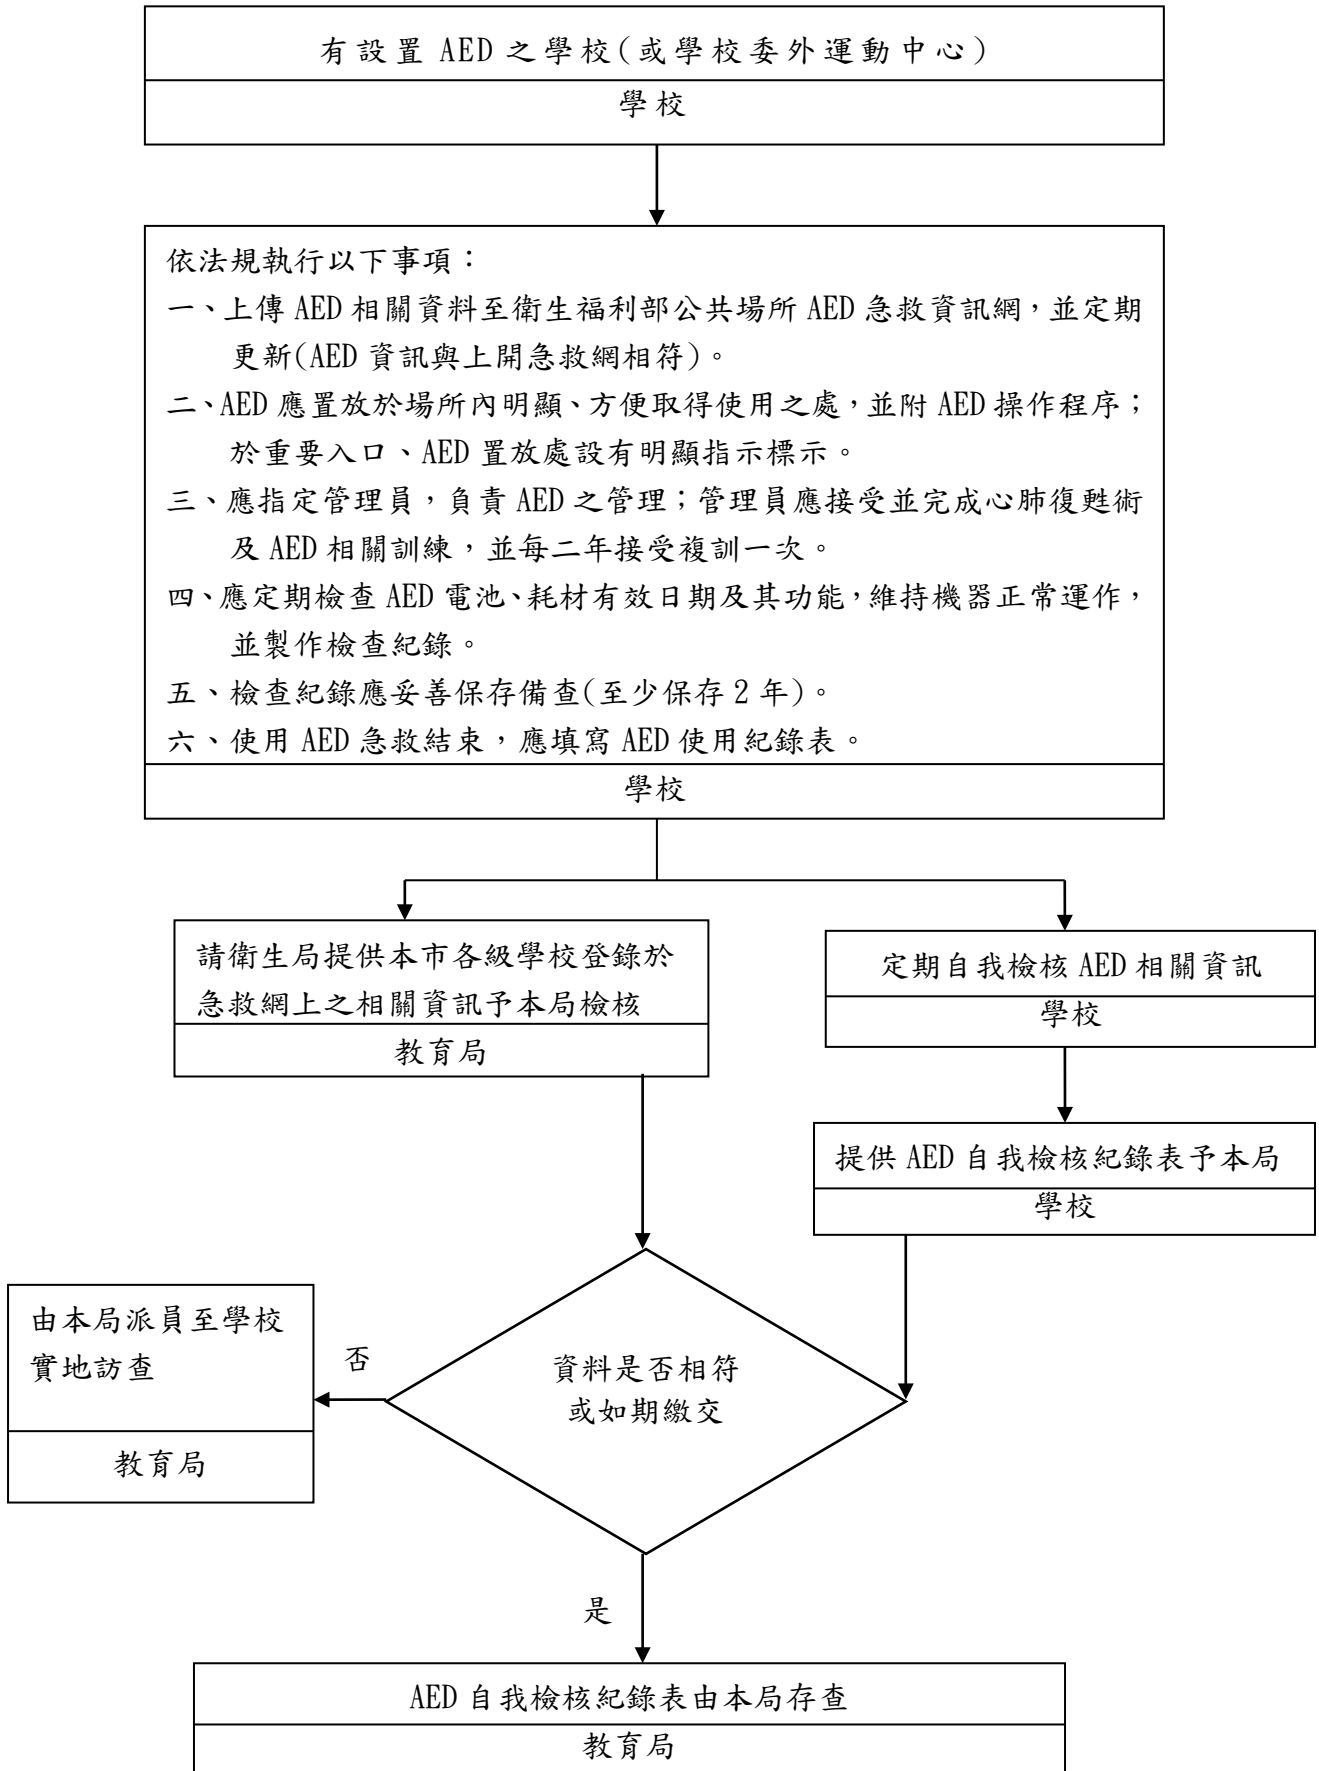 有設置 AED 之學校(或學校委外運動中心)
學校
依法規執行以下事項：
一、上傳 AED 相關資料至衛生福利部公共場所 AED 急救資訊網，並定期
更新(AED 資訊與上開急救網相符)。
二、AED 應置放於場所內明顯、方便取得使用之處，並附 AED 操作程序；
於重要入口、AED 置放處設有明顯指示標示。
三、應指定管理員，負責 AED 之管理；管理員應接受並完成心肺復甦術
及 AED 相關訓練，並每二年接受複訓一次。
四、應定期檢查 AED 電池、耗材有效日期及其功能，維持機器正常運作，
並製作檢查紀錄。
五、檢查紀錄應妥善保存備查(至少保存 2 年)。
六、使用 AED 急救結束，應填寫 AED 使用紀錄表。
學校
請衛生局提供本市各級學校登錄於
急救網上之相關資訊予本局檢核
教育局
定期自我檢核 AED 相關資訊
學校
提供 AED 自我檢核紀錄表予本局
學校
資料是否相符
或如期繳交
否
由本局派員至學校
實地訪查
教育局
是
AED 自我檢核紀錄表由本局存查
教育局